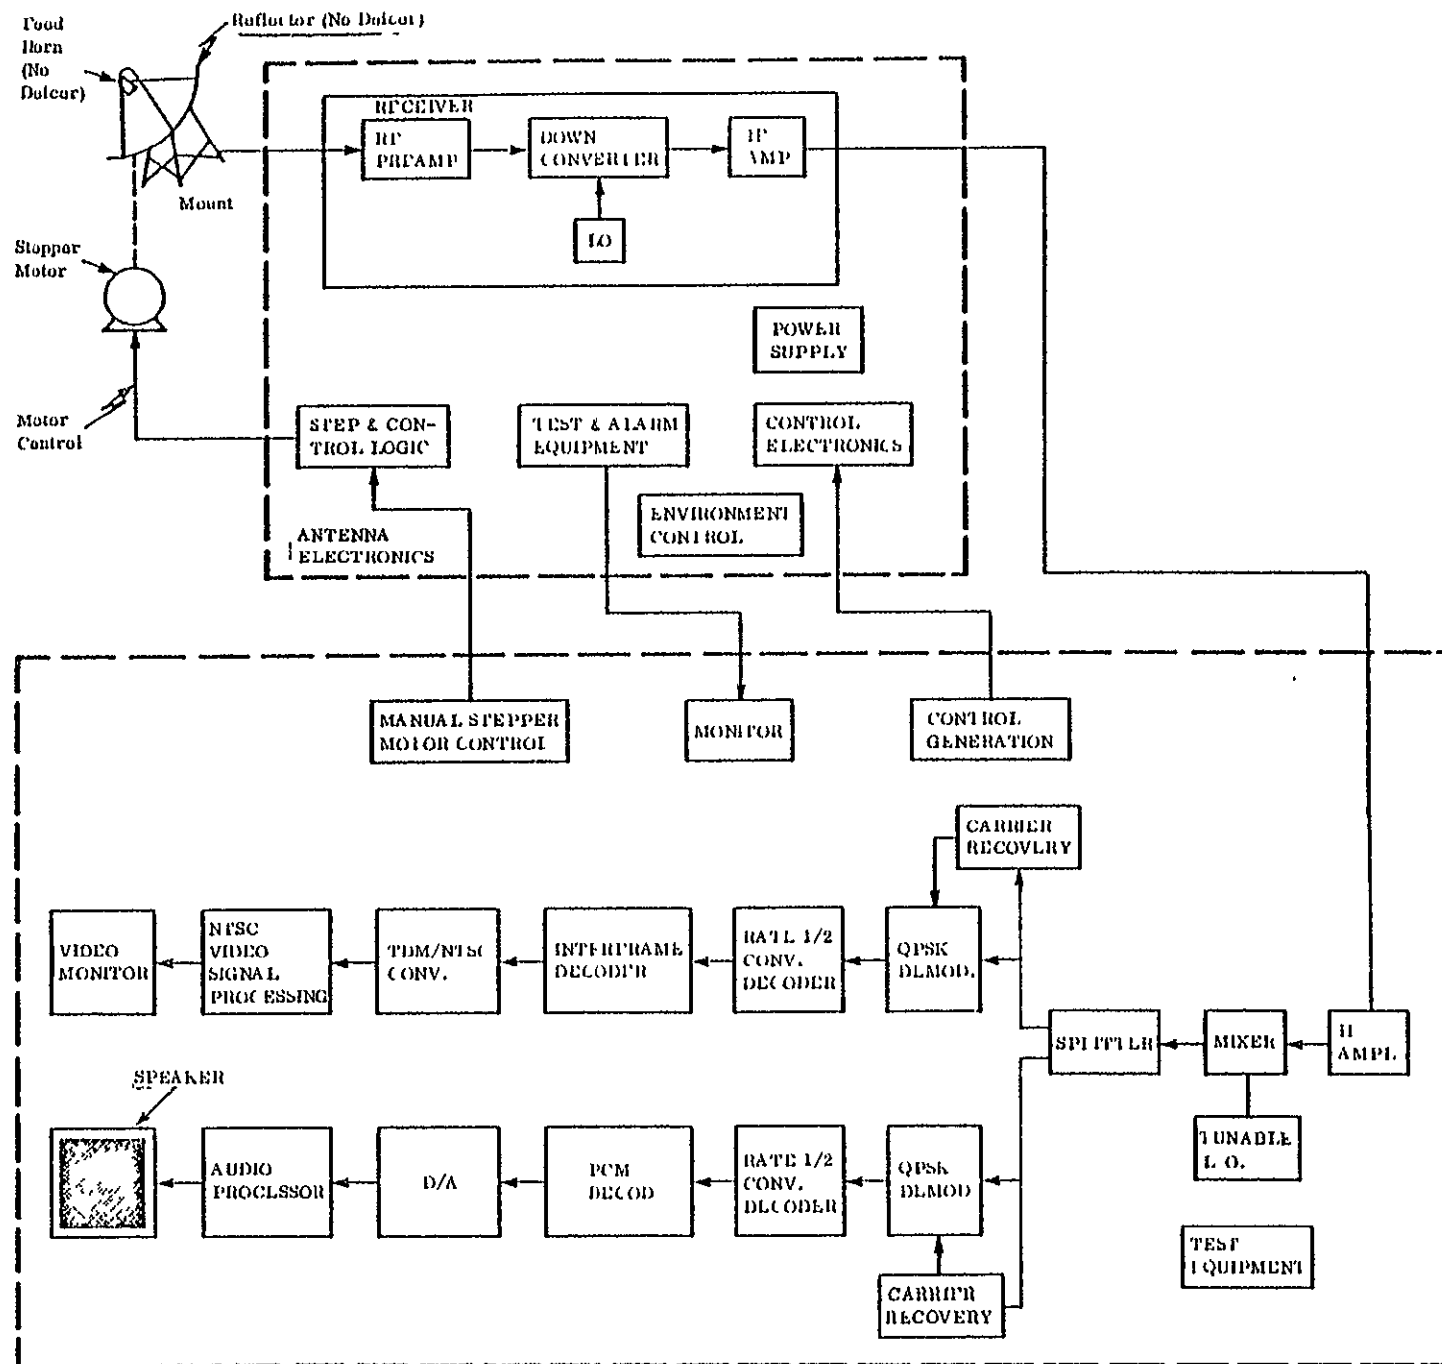 Feed
Horn
(No
Deicer)
Reflector (No Deicer)
Mount
Stepper
Motor
Motor
Control
RECEIVER
RF
PREAMP
DOWN
CONVERTER
IF
AMP
LO
POWER
SUPPLY
STEP & CON-
TROL LOGIC
TEST & ALARM
EQUIPMENT
CONTROL
ELECTRONICS
ENVIRONMENT
CONTROL
ANTENNA
ELECTRONICS
MANUAL STEPPER
MOTOR CONTROL
MONITOR
CONTROL
GENERATION
CARRIER
RECOVERY
VIDEO
MONITOR
NTSC
VIDEO
SIGNAL
PROCESSING
TDM/NTSC
CONV.
INTERFRAME
DECODER
RATE 1/2
CONV.
DECODER
QPSK
DEMOD.
SPLITTER
MIXER
IF
AMPL
TUNABLE
L.O.
SPEAKER
AUDIO
PROCESSOR
D/A
PCM
DECOD
RATE 1/2
CONV.
DECODER
QPSK
DEMOD
CARRIER
RECOVERY
TEST
EQUIPMENT